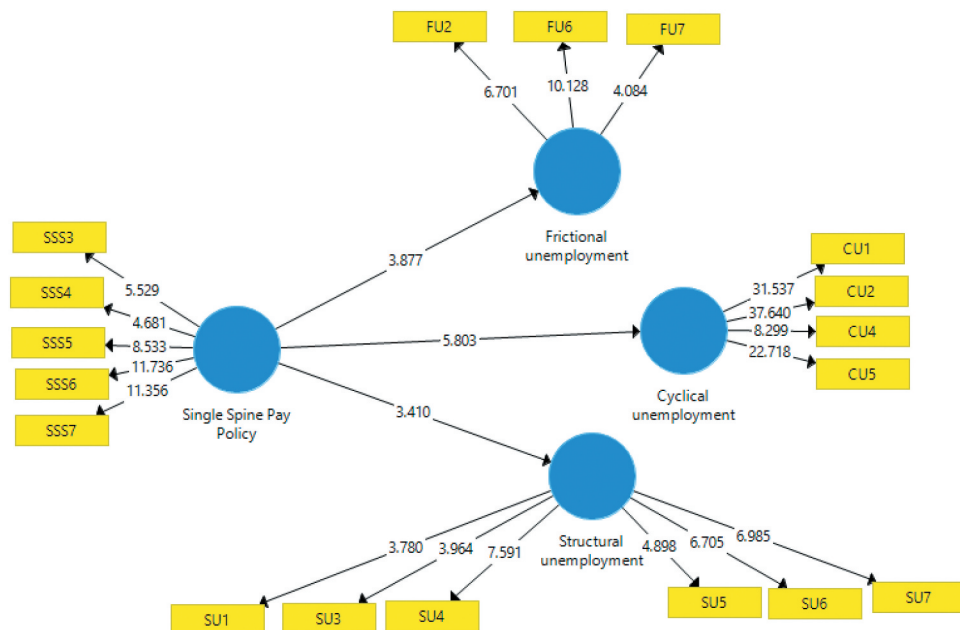 FU2
FU6
FU7
6.701
10.128
4.084
Frictional
unemployment
3.877
SSS3
SSS4
SSS5
SSS6
SSS7
5.529
4.681
8.533
11.736
11.356
Single Spine Pay
Policy
5.803
CU1
CU2
CU4
CU5
31.537
37.640
8.299
22.718
Cyclical
unemployment
3.410
Structural
unemployment
3.780
3.964
7.591
4.898
6.705
6.985
SU1
SU3
SU4
SU5
SU6
SU7